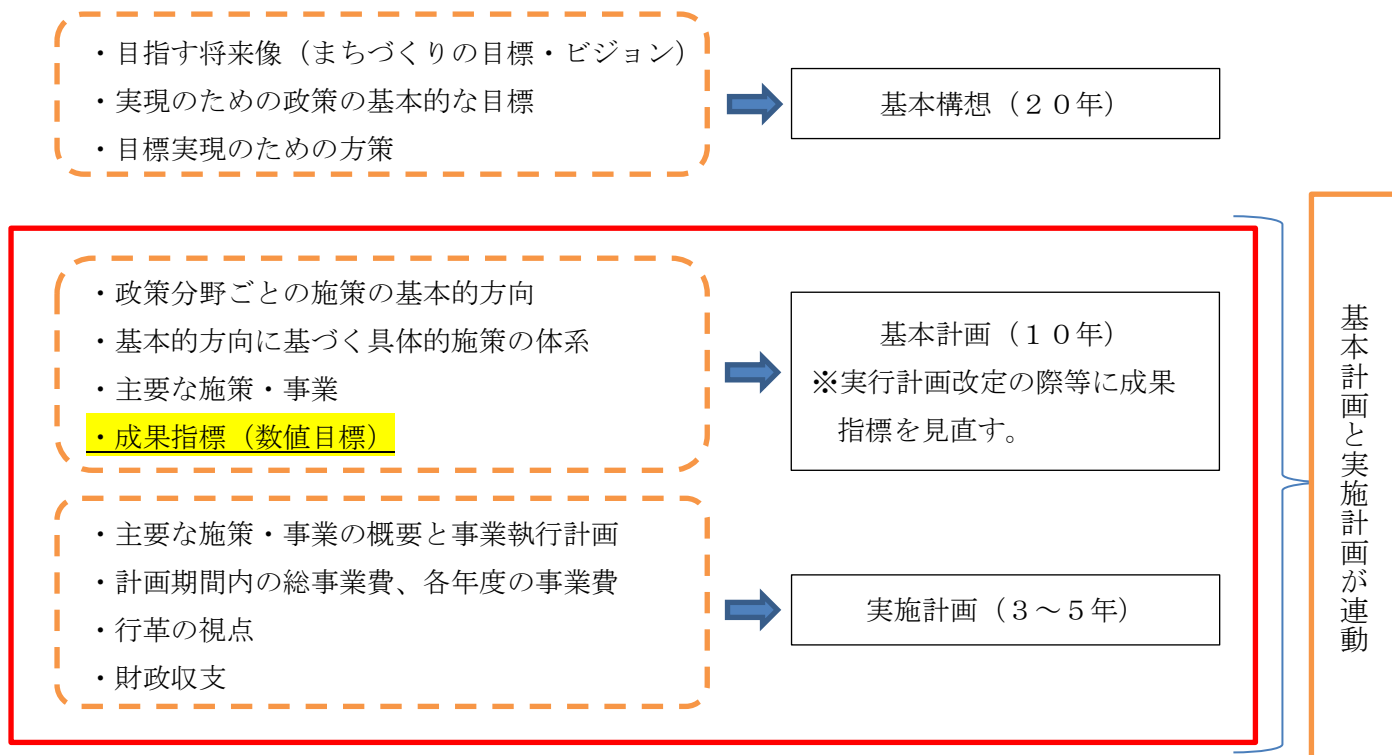 ・目指す将来像（まちづくりの目標・ビジョン）
・実現のための政策の基本的な目標
・目標実現のための方策
基本構想（２０年）
・政策分野ごとの施策の基本的方向
・基本的方向に基づく具体的施策の体系
・主要な施策・事業
・成果指標（数値目標）
基本計画（１０年）
※実行計画改定の際等に成果
指標を見直す。
・主要な施策・事業の概要と事業執行計画
・計画期間内の総事業費、各年度の事業費
・行革の視点
・財政収支
実施計画（３～５年）
基本計画と実施計画が連動